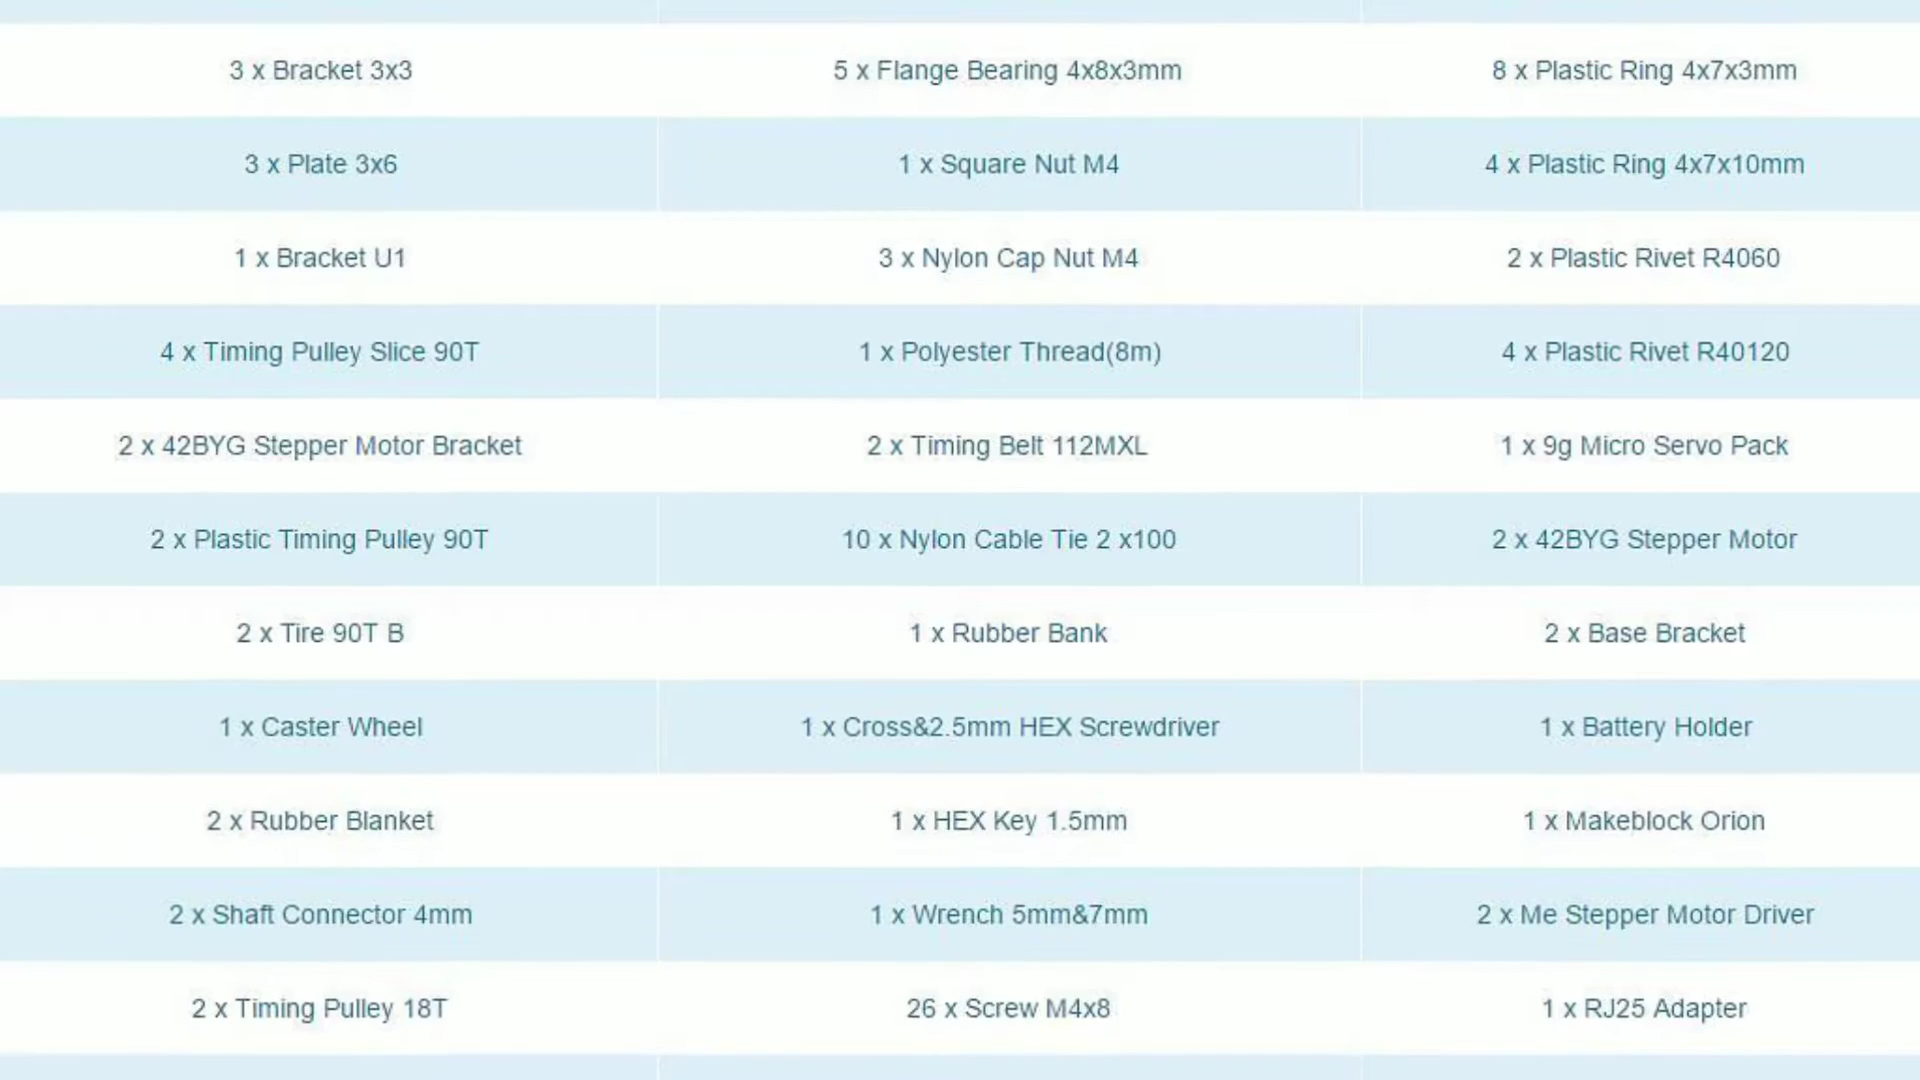 3 x Bracket 3x3 5 x Flange Bearing 4x8x3mm 8 x Plastic Ring 4x7x3mm
3 x Plate 3x6 1 x Square Nut M4 4 x Plastic Ring 4x7x10mm
1 x Bracket U1 3 x Nylon Cap Nut M4 2 x Plastic Rivet R4060
4 x Timing Pulley Slice 90T 1 x Polyester Thread(8m) 4 x Plastic Rivet R40120
2 x 42BYG Stepper Motor Bracket 2 x Timing Belt 112MXL 1 x 9g Micro Servo Pack
2 x Plastic Timing Pulley 90T 10 x Nylon Cable Tie 2 x100 2 x 42BYG Stepper Motor
2 x Tire 90T B 1 x Rubber Bank 2 x Base Bracket
1 x Caster Wheel 1 x Cross&2.5mm HEX Screwdriver 1 x Battery Holder
2 x Rubber Blanket 1 x HEX Key 1.5mm 1 x Makeblock Orion
2 x Shaft Connector 4mm 1 x Wrench 5mm&7mm 2 x Me Stepper Motor Driver
2 x Timing Pulley 18T 26 x Screw M4x8 1 x RJ25 Adapter